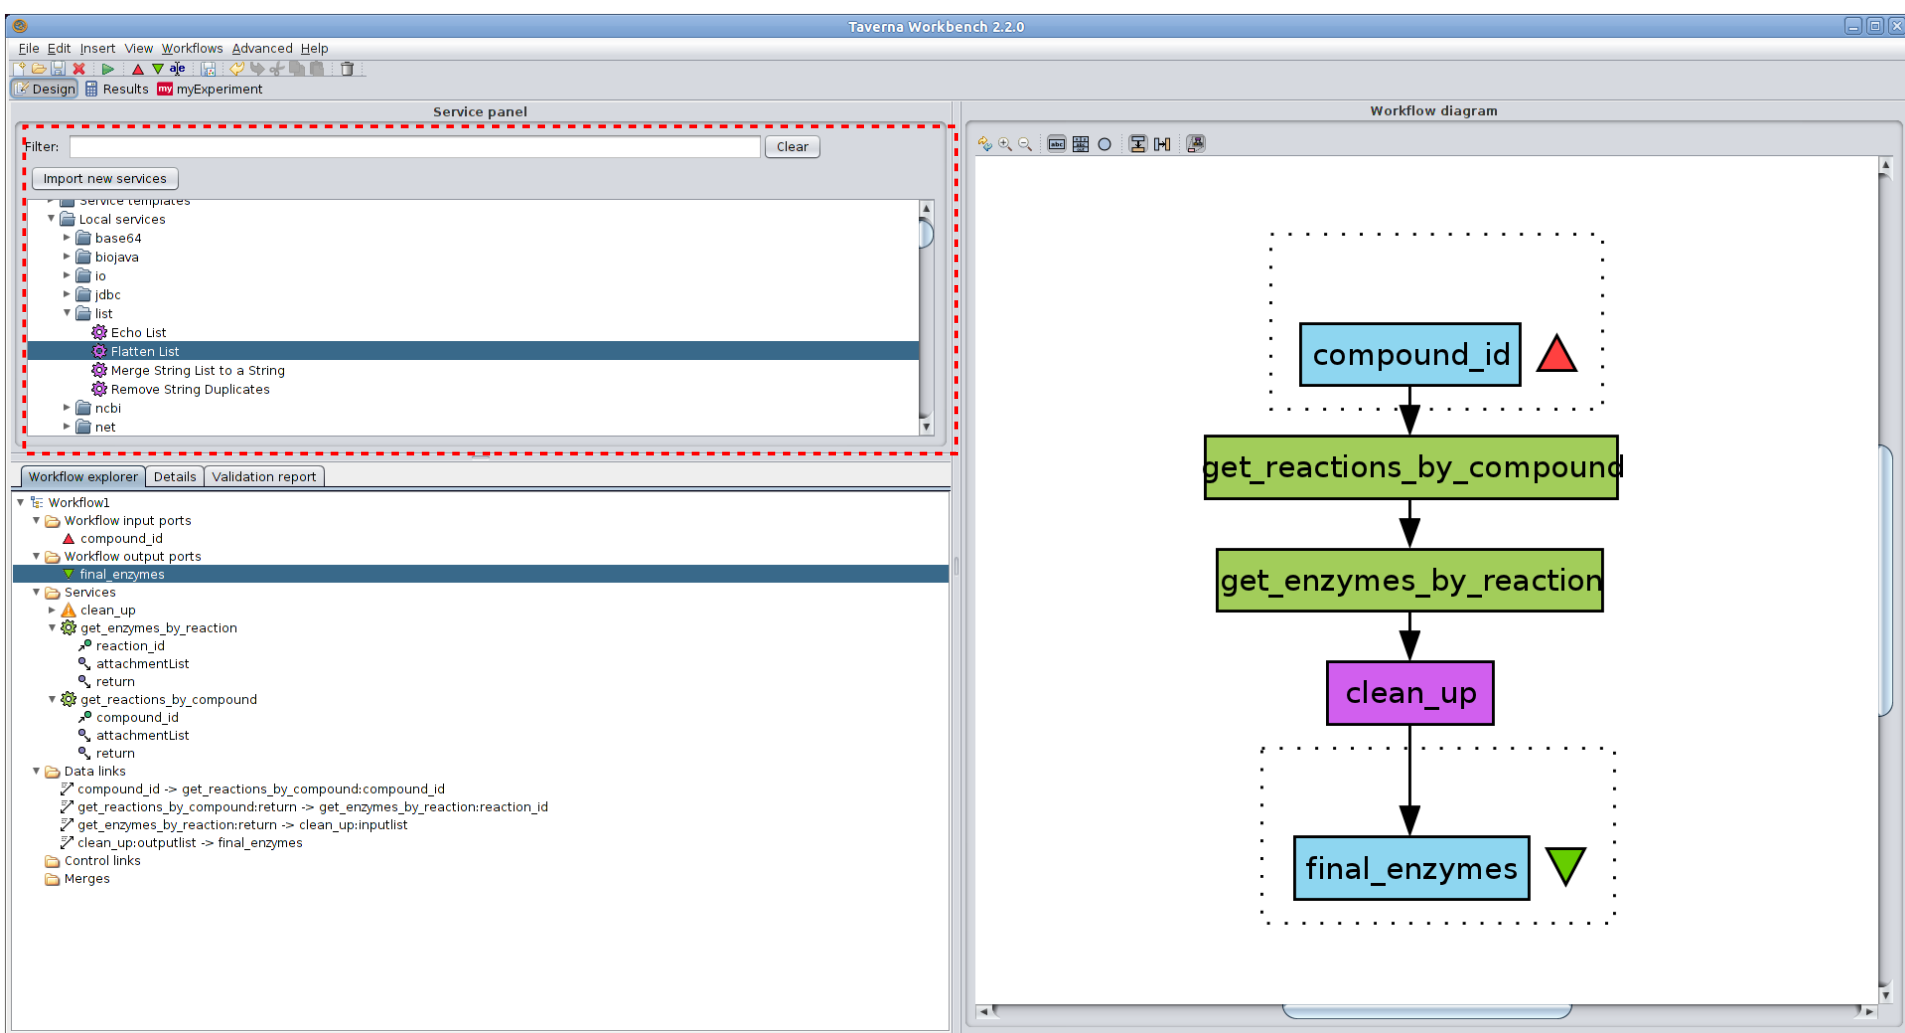 Taverna Workbench 2.2.0
File Edit Insert View Workflows Advanced Help
a|e
Design Results my myExperiment
Service panel
Filter: Clear
Import new services
Service templates
Local services
base64
biojava
io
jdbc
list
Echo List
Flatten List
Merge String List to a String
Remove String Duplicates
ncbi
net
Workflow explorer Details Validation report
Workflow1
Workflow input ports
compound_id
Workflow output ports
final_enzymes
Services
clean_up
get_enzymes_by_reaction
reaction_id
attachmentList
return
get_reactions_by_compound
compound_id
attachmentList
return
Data links
compound_id -> get_reactions_by_compound:compound_id
get_reactions_by_compound:return -> get_enzymes_by_reaction:reaction_id
get_enzymes_by_reaction:return -> clean_up:inputlist
clean_up:outputlist -> final_enzymes
Control links
Merges
Workflow diagram
abc
compound_id
get_reactions_by_compound
get_enzymes_by_reaction
clean_up
final_enzymes